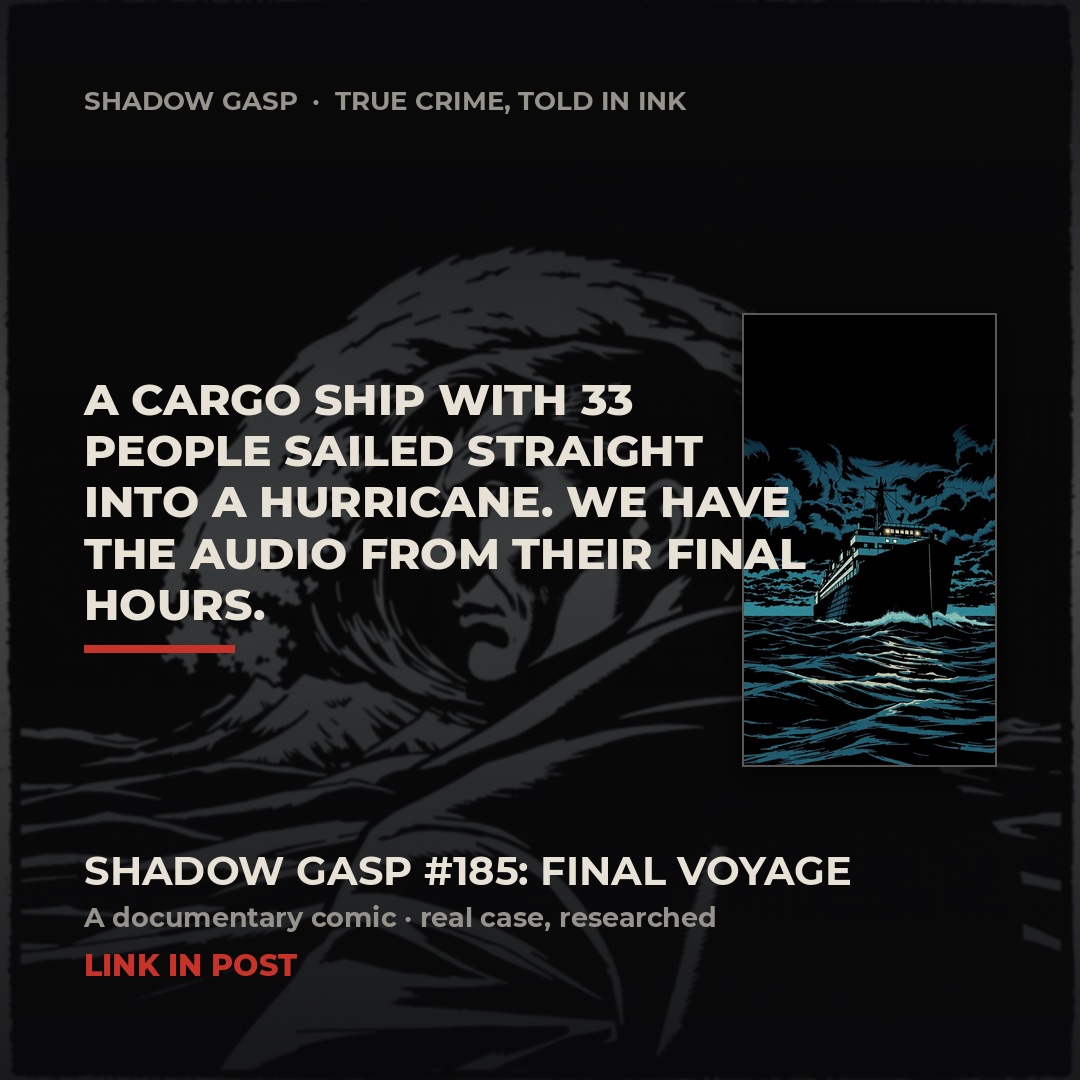 SHADOW GASP · TRUE CRIME, TOLD IN INK
A CARGO SHIP WITH 33
PEOPLE SAILED STRAIGHT
INTO A HURRICANE. WE HAVE
THE AUDIO FROM THEIR FINAL
HOURS.
SHADOW GASP #185: FINAL VOYAGE
A documentary comic · real case, researched
LINK IN POST